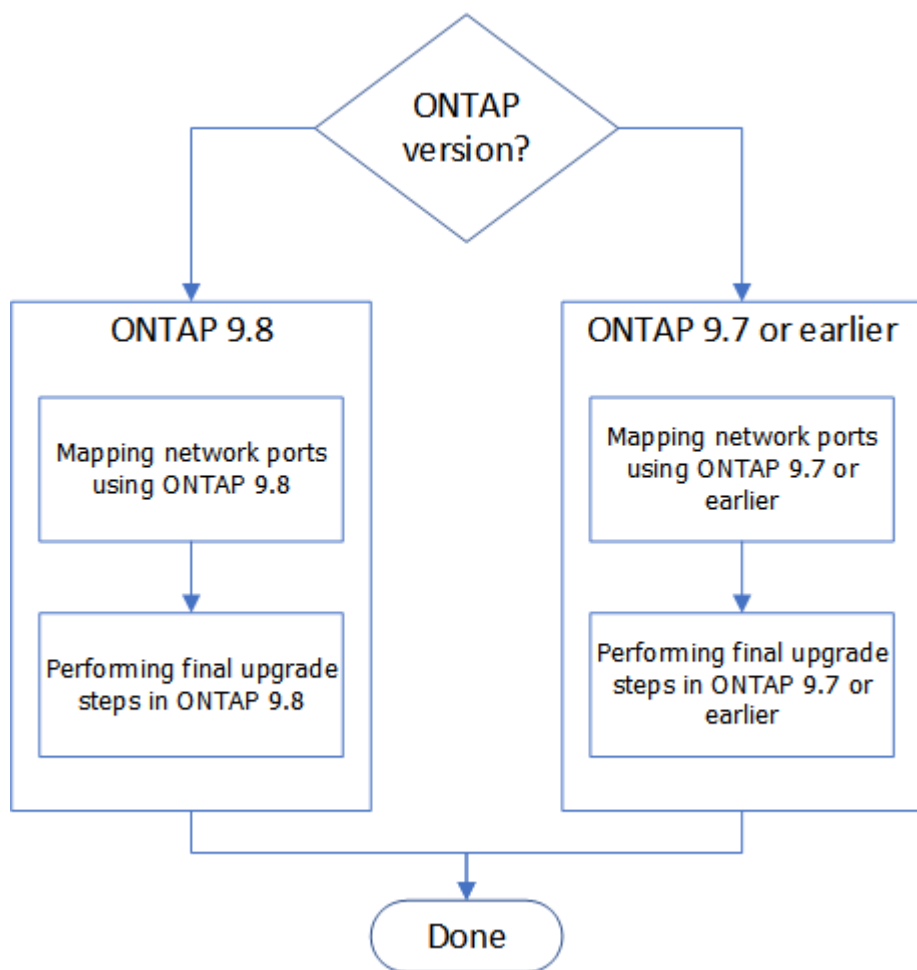 ONTAP
version?
ONTAP 9.8
Mapping network ports
using ONTAP 9.8
Performing final upgrade
steps in ONTAP 9.8
ONTAP 9.7 or earlier
Mapping network ports
using ONTAP 9.7 or
earlier
Performing final upgrade
steps in ONTAP 9.7 or
earlier
Done